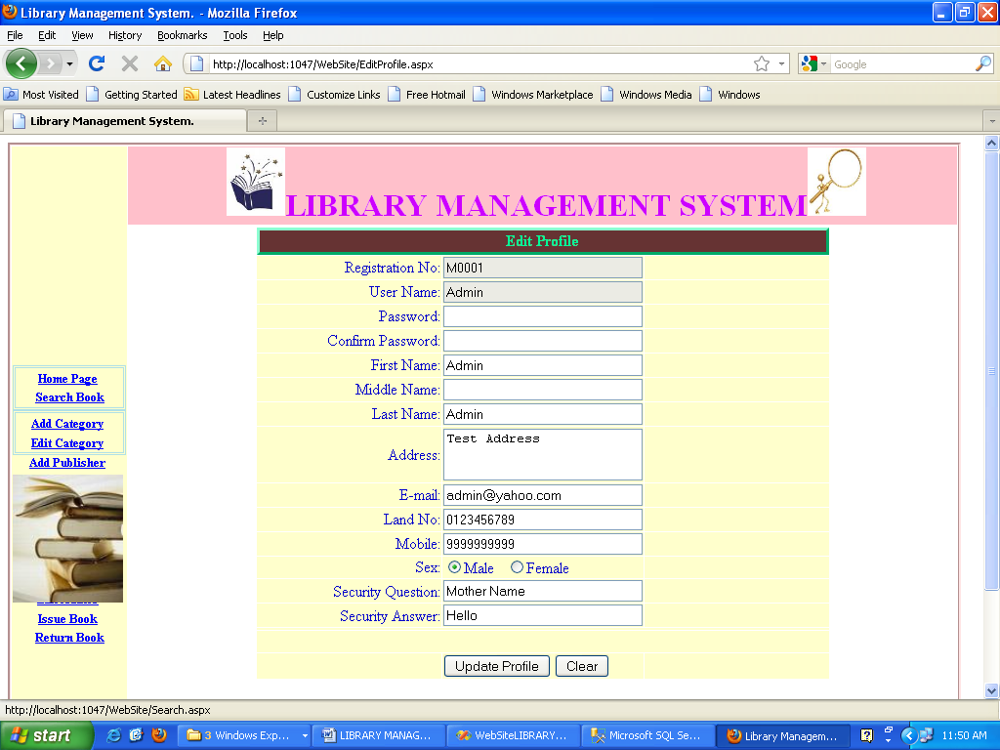 Library Management System. - Mozilla Firefox
File Edit View History Bookmarks Tools Help
http://localhost:1047/WebSite/EditProfile.aspx
Google
Most Visited Getting Started Latest Headlines Customize Links Free Hotmail Windows Marketplace Windows Media Windows
Library Management System.
LIBRARY MANAGEMENT SYSTEM
Edit Profile
Registration No: M0001
User Name: Admin
Password:
Confirm Password:
First Name: Admin
Middle Name:
Last Name: Admin
Address: Test Address
E-mail: admin@yahoo.com
Land No: 0123456789
Mobile: 9999999999
Sex: Male Female
Security Question: Mother Name
Security Answer: Hello
Update Profile Clear
Home Page
Search Book
Add Category
Edit Category
Add Publisher
Issue Book
Return Book
http://localhost:1047/WebSite/Search.aspx
start 3 Windows Exp... LIBRARY MANAG... WebSiteLIBRARY... Microsoft SQL Se... Library Managem... 11:50 AM